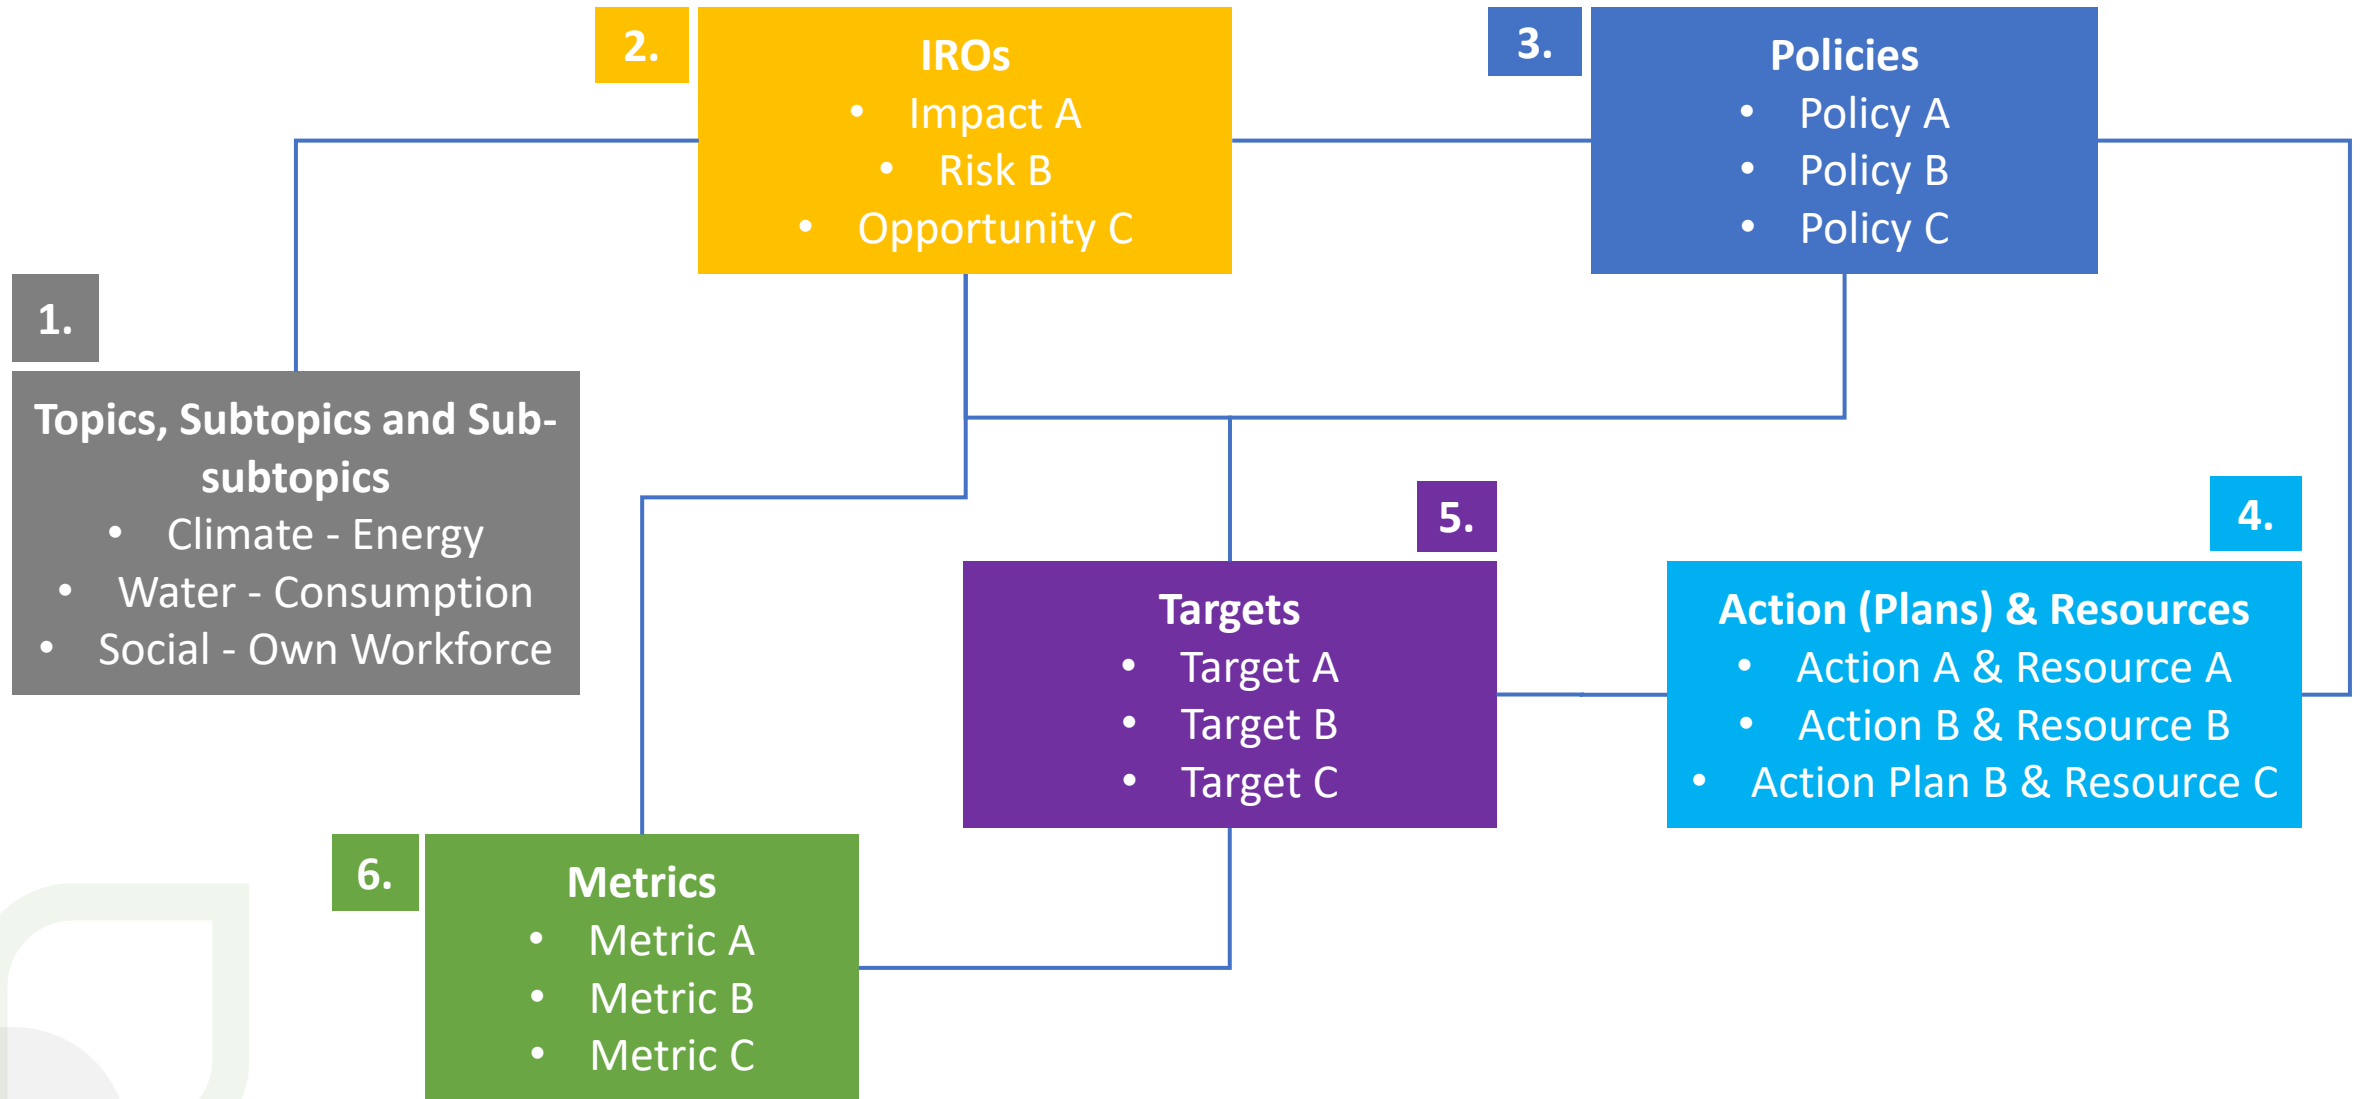 1.
Topics, Subtopics and Sub-
subtopics
• Climate - Energy
• Water - Consumption
• Social - Own Workforce
2.
IROs
• Impact A
• Risk B
• Opportunity C
3.
Policies
• Policy A
• Policy B
• Policy C
4.
Action (Plans) & Resources
• Action A & Resource A
• Action B & Resource B
• Action Plan B & Resource C
5.
Targets
• Target A
• Target B
• Target C
6.
Metrics
• Metric A
• Metric B
• Metric C